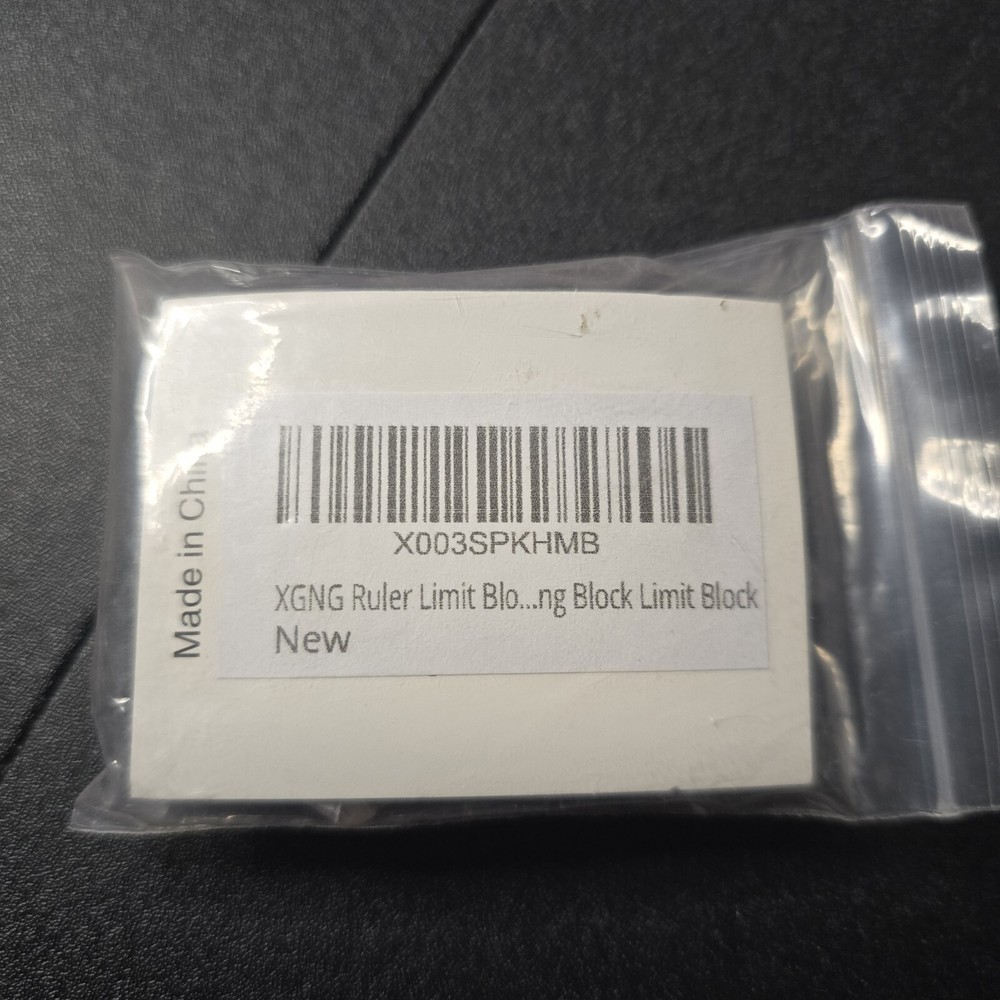 Made in China
X003SPKHMB
XGNG Ruler Limit Blo...ng Block Limit Block
New